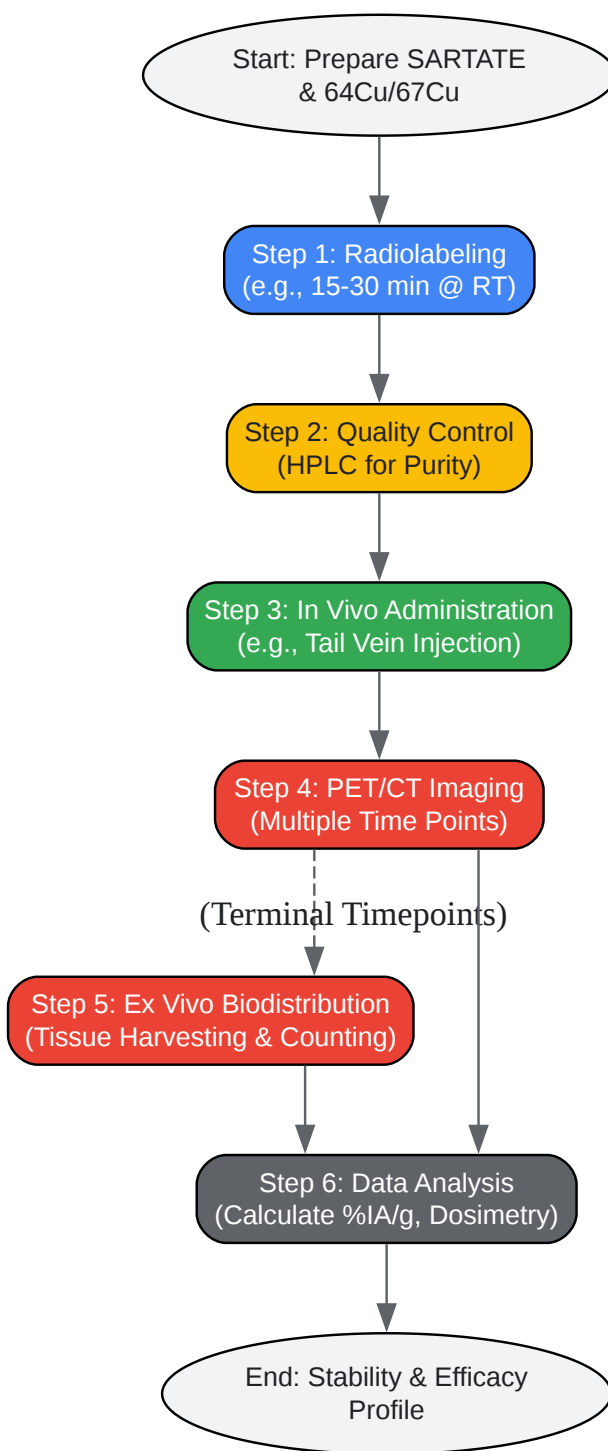 Start: Prepare SARTATE
& 64Cu/67Cu
Step 1: Radiolabeling
(e.g., 15-30 min @ RT)
Step 2: Quality Control
(HPLC for Purity)
Step 3: In Vivo Administration
(e.g., Tail Vein Injection)
Step 4: PET/CT Imaging
(Multiple Time Points)
(Terminal Timepoints)
Step 5: Ex Vivo Biodistribution
(Tissue Harvesting & Counting)
Step 6: Data Analysis
(Calculate %IA/g, Dosimetry)
End: Stability & Efficacy
Profile